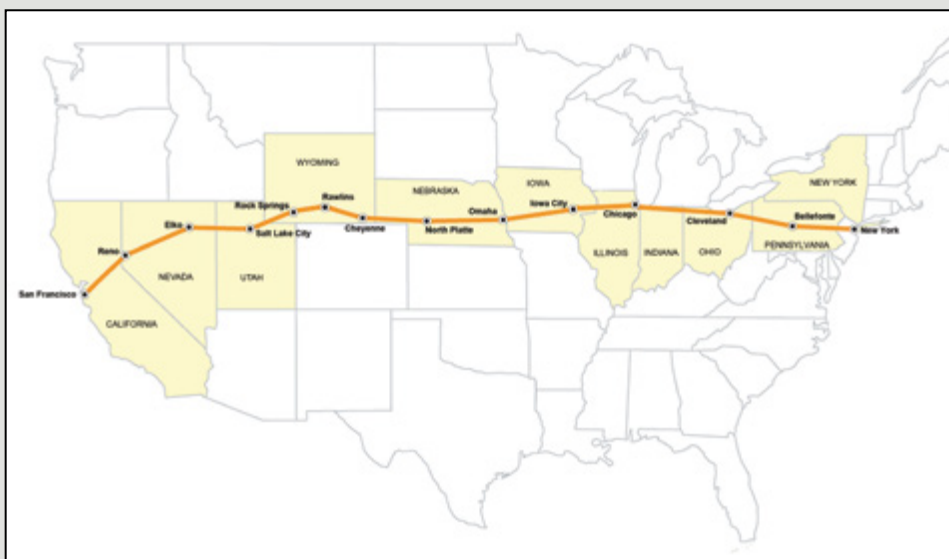 WYOMING
IOWA
NEW YORK
NEBRASKA
Rawlins
Rock Springs
Iowa City
Omaha
Chicago
Cleveland
Bellefonte
Elko
Salt Lake City
Cheyenne
North Platte
New York
PENNSYLVANIA
Reno
ILLINOIS
INDIANA
OHIO
NEVADA
UTAH
San Francisco
CALIFORNIA